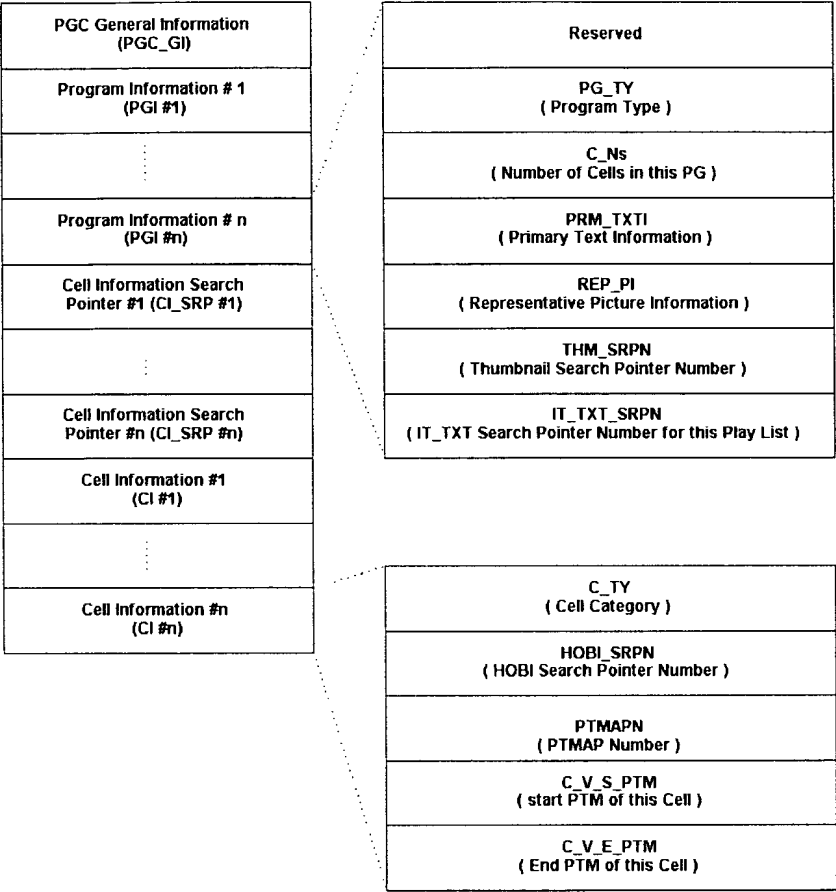 PGC General Information
(PGC_GI)
Program Information # 1
(PGI #1)
Program Information # n
(PGI #n)
Cell Information Search
Pointer #1 (CI_SRP #1)
Cell Information Search
Pointer #n (CI_SRP #n)
Cell Information #1
(CI #1)
Cell Information #n
(CI #n)
Reserved
PG_TY
( Program Type )
C_Ns
( Number of Cells in this PG )
PRM_TXTI
( Primary Text Information )
REP_PI
( Representative Picture Information )
THM_SRPN
( Thumbnail Search Pointer Number )
IT_TXT_SRPN
( IT_TXT Search Pointer Number for this Play List )
C_TY
( Cell Category )
HOBI_SRPN
( HOBI Search Pointer Number )
PTMAPN
( PTMAP Number )
C_V_S_PTM
( start PTM of this Cell )
C_V_E_PTM
( End PTM of this Cell )